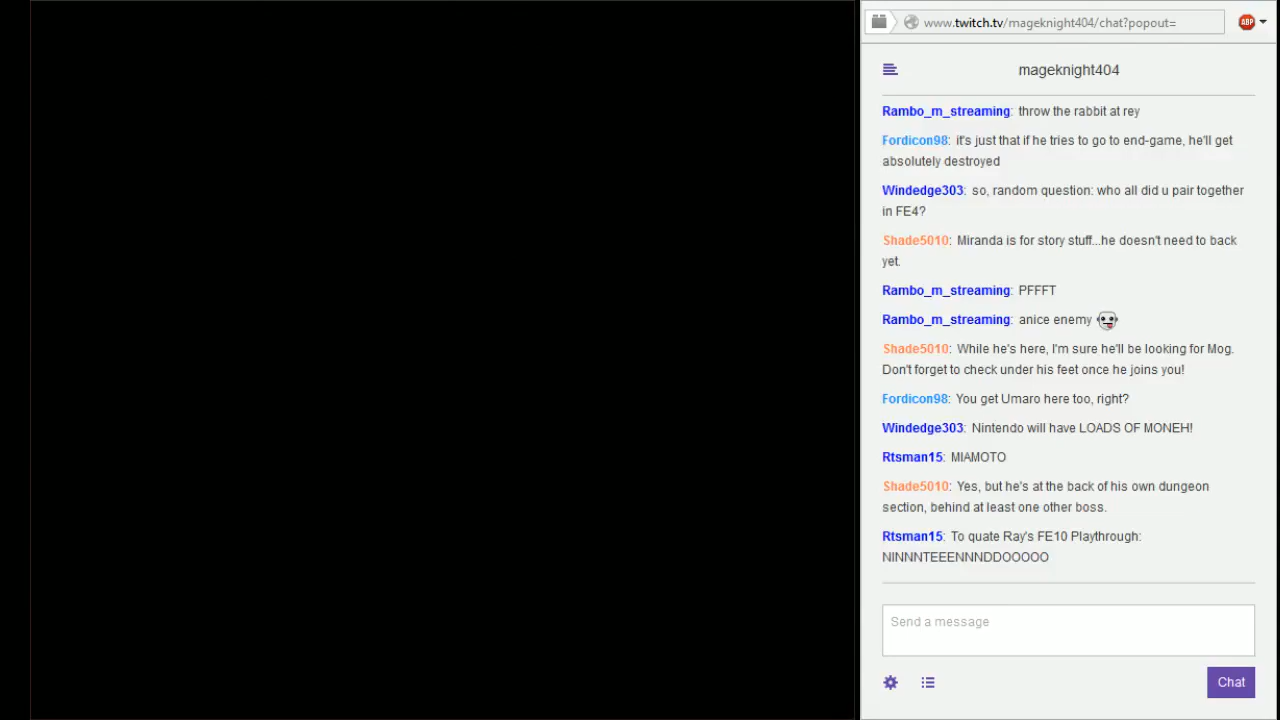 www.twitch.tv/mageknight404/chat?popout=
ABP
mageknight404
Rambo_m_streaming: throw the rabbit at rey
Fordicon98: it's just that if he tries to go to end-game, he'll get
absolutely destroyed
Windedge303: so, random question: who all did u pair together
in FE4?
Shade5010: Miranda is for story stuff...he doesn't need to back
yet.
Rambo_m_streaming: PFFFT
Rambo_m_streaming: anice enemy
Shade5010: While he's here, I'm sure he'll be looking for Mog.
Don't forget to check under his feet once he joins you!
Fordicon98: You get Umaro here too, right?
Windedge303: Nintendo will have LOADS OF MONEH!
Rtsman15: MIAMOTO
Shade5010: Yes, but he's at the back of his own dungeon
section, behind at least one other boss.
Rtsman15: To quate Ray's FE10 Playthrough:
NINNNTEEENNNDDOOOOO
Send a message
Chat